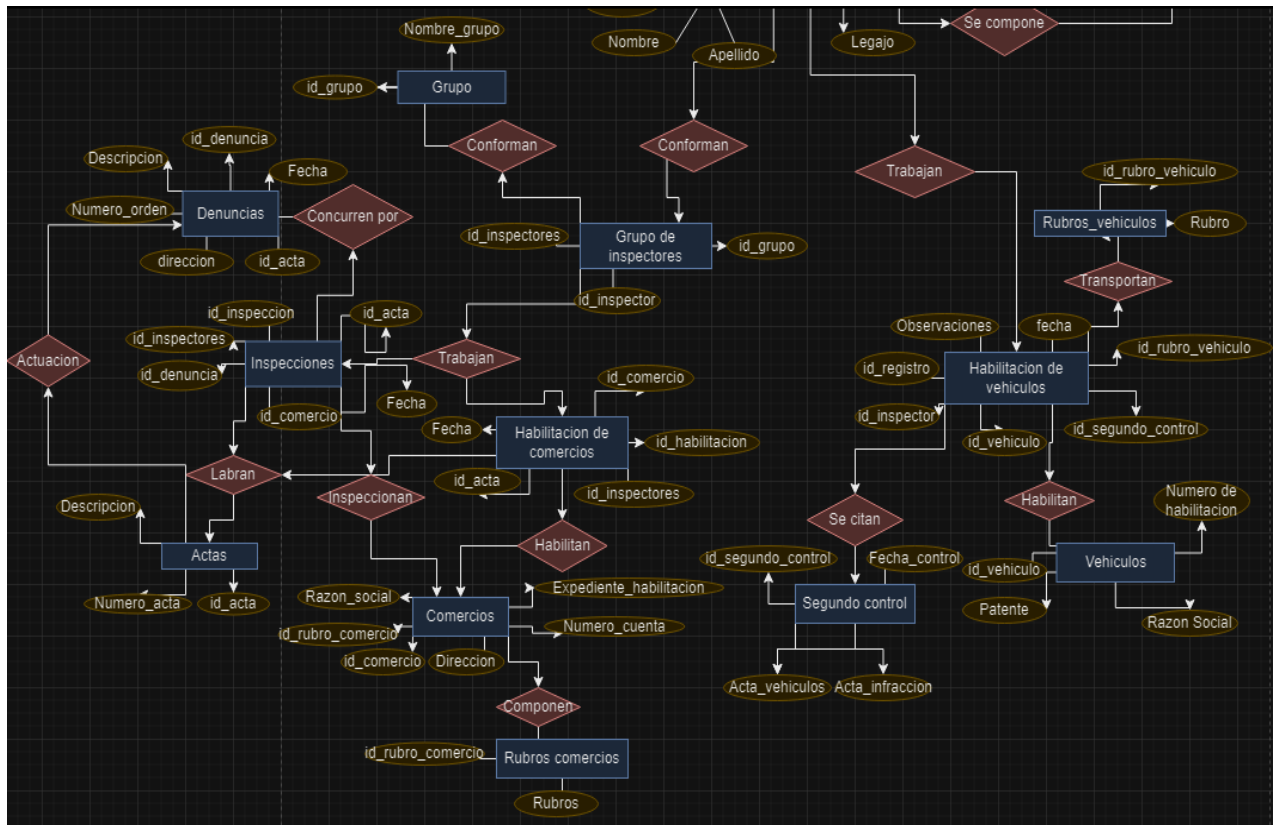 Nombre_grupo
Nombre
Apellido
Legajo
Se compone
id_grupo
Grupo
Conforman
Conforman
Trabajan
id_denuncia
Descripcion
Fecha
id_rubro_vehiculo
Numero_orden
Denuncias
Concurren por
Rubros_vehiculos
Rubro
id_inspectores
Grupo de
inspectores
id_grupo
direccion
id_acta
Transportan
id_inspector
id_inspeccion
id_acta
Observaciones
fecha
id_inspectores
Actuacion
Inspecciones
Trabajan
id_registro
Habilitacion de
vehiculos
id_rubro_vehiculo
id_denuncia
id_comercio
Fecha
id_comercio
id_inspector
Fecha
Habilitacion de
comercios
id_habilitacion
id_vehiculo
id_segundo_control
Labran
id_acta
id_inspectores
Inspeccionan
Habilitan
Numero de
habilitacion
Descripcion
Se citan
Actas
Habilitan
id_segundo_control
Fecha_control
Vehiculos
id_vehiculo
Numero_acta
id_acta
Razon_social
Comercios
Expediente_habilitacion
Segundo control
Patente
Razon Social
id_rubro_comercio
Numero_cuenta
id_comercio
Direccion
Acta_vehiculos
Acta_infraccion
Componen
id_rubro_comercio
Rubros comercios
Rubros